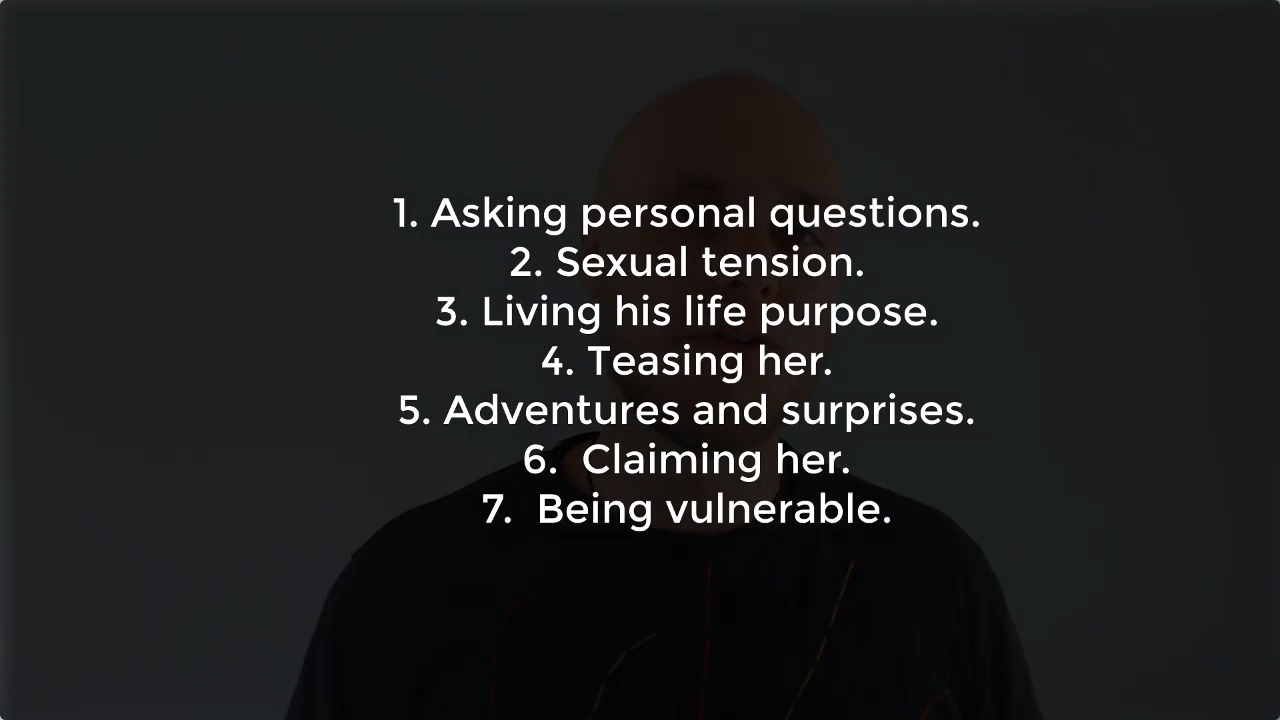 1. Asking personal questions.
2. Sexual tension.
3. Living his life purpose.
4. Teasing her.
5. Adventures and surprises.
6.  Claiming her.
7.  Being vulnerable.